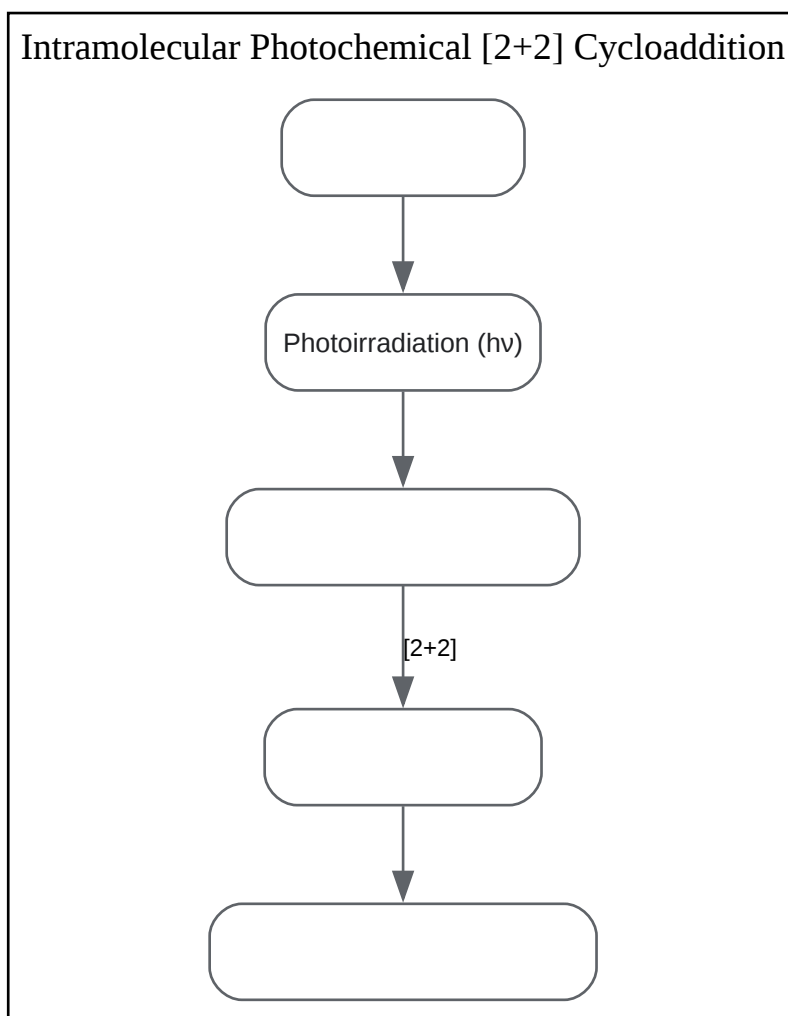 Intramolecular Photochemical [2+2] Cycloaddition
Photoirradiation (hν)
[2+2]